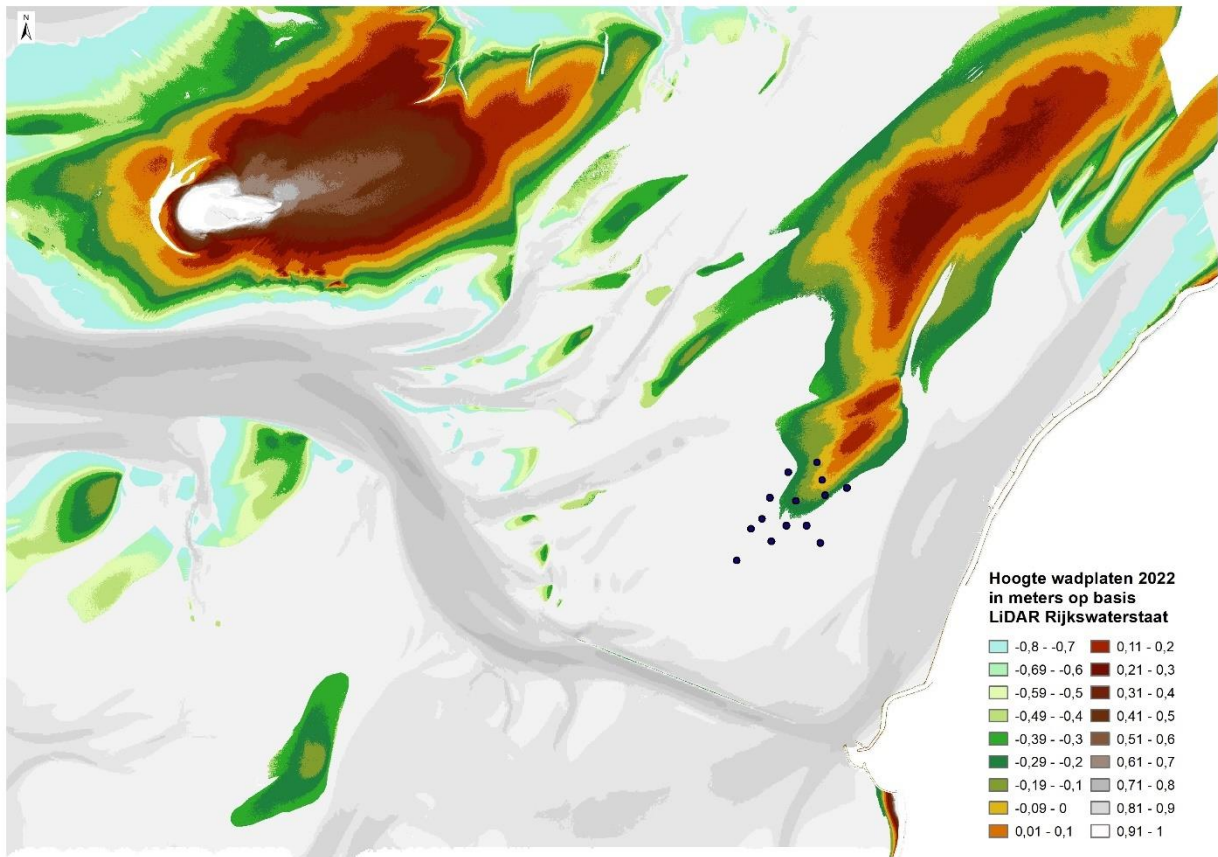 N
Hoogte wadplaten 2022
in meters op basis
LiDAR Rijkswaterstaat
-0,8 - -0,7 0,11 - 0,2
-0,69 - -0,6 0,21 - 0,3
-0,59 - -0,5 0,31 - 0,4
-0,49 - -0,4 0,41 - 0,5
-0,39 - -0,3 0,51 - 0,6
-0,29 - -0,2 0,61 - 0,7
-0,19 - -0,1 0,71 - 0,8
-0,09 - 0 0,81 - 0,9
0,01 - 0,1 0,91 - 1